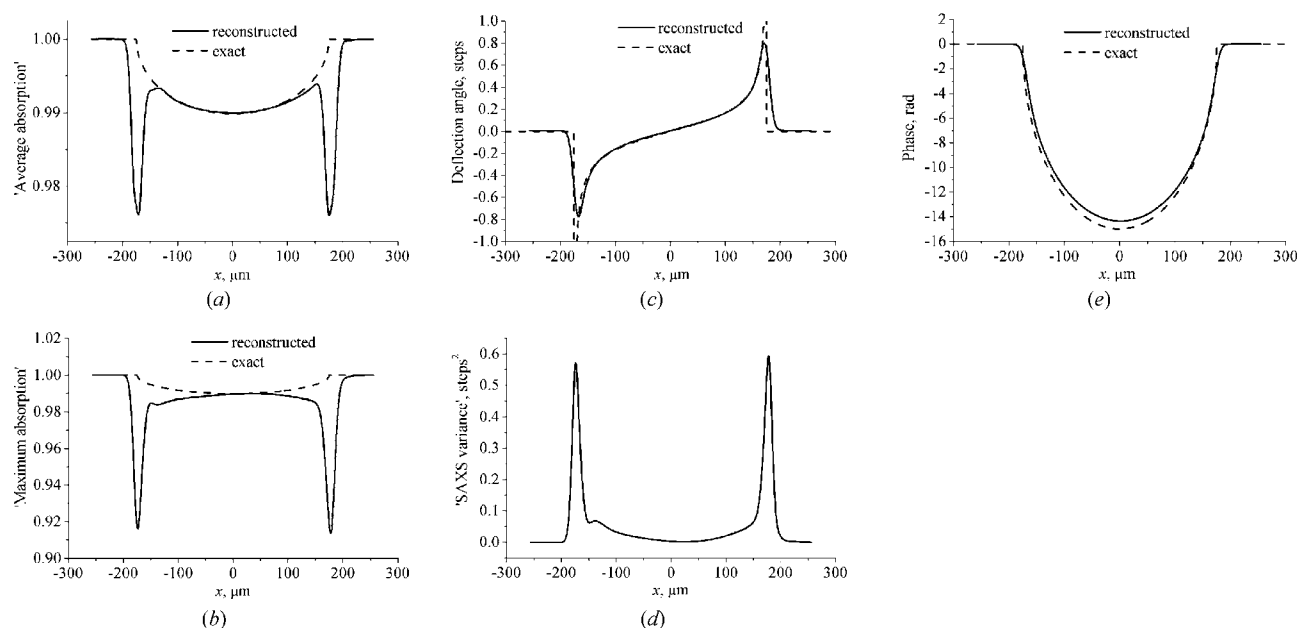 reconstructed
exact
'Average absorption'
1.00
0.99
0.98
-300 -200 -100 0 100 200 300
x, μm
(a)
reconstructed
exact
Deflection angle, steps
1.0
0.8
0.6
0.4
0.2
0.0
-0.2
-0.4
-0.6
-0.8
-1.0
-300 -200 -100 0 100 200 300
x, μm
(c)
reconstructed
exact
Phase, rad
2
0
-2
-4
-6
-8
-10
-12
-14
-16
-300 -200 -100 0 100 200 300
x, μm
(e)
reconstructed
exact
'Maximum absorption'
1.02
1.00
0.98
0.96
0.94
0.92
0.90
-300 -200 -100 0 100 200 300
x, μm
(b)
'SAXS variance', steps²
0.6
0.5
0.4
0.3
0.2
0.1
0.0
-300 -200 -100 0 100 200 300
x, μm
(d)